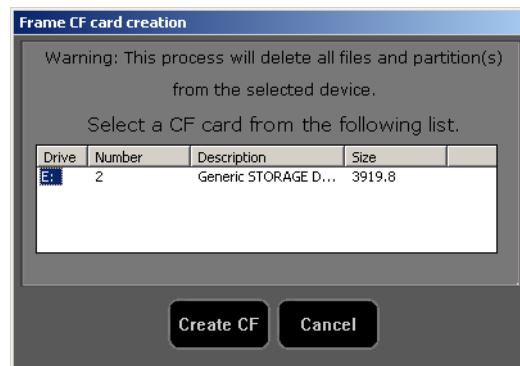 Frame CF card creation
Warning: This process will delete all files and partition(s)
from the selected device.
Select a CF card from the following list.
Drive Number Description Size
E: 2 Generic STORAGE D... 3919.8
Create CF Cancel